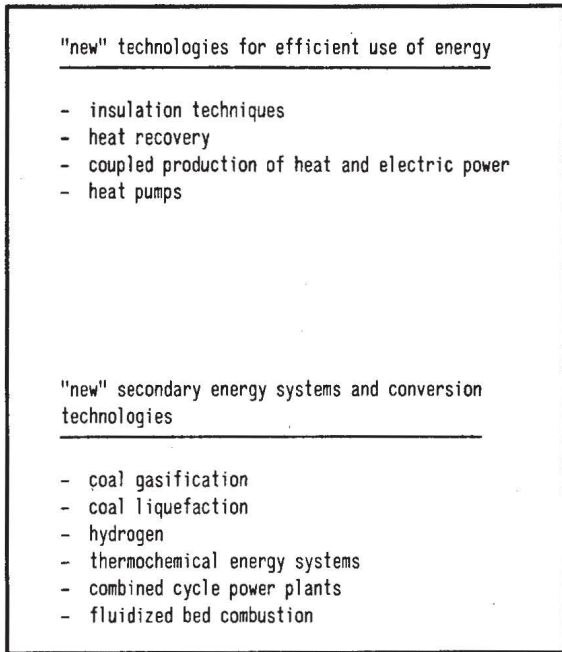 "new" technologies for efficient use of energy
- insulation techniques
- heat recovery
- coupled production of heat and electric power
- heat pumps
"new" secondary energy systems and conversion
technologies
- coal gasification
- coal liquefaction
- hydrogen
- thermochemical energy systems
- combined cycle power plants
- fluidized bed combustion